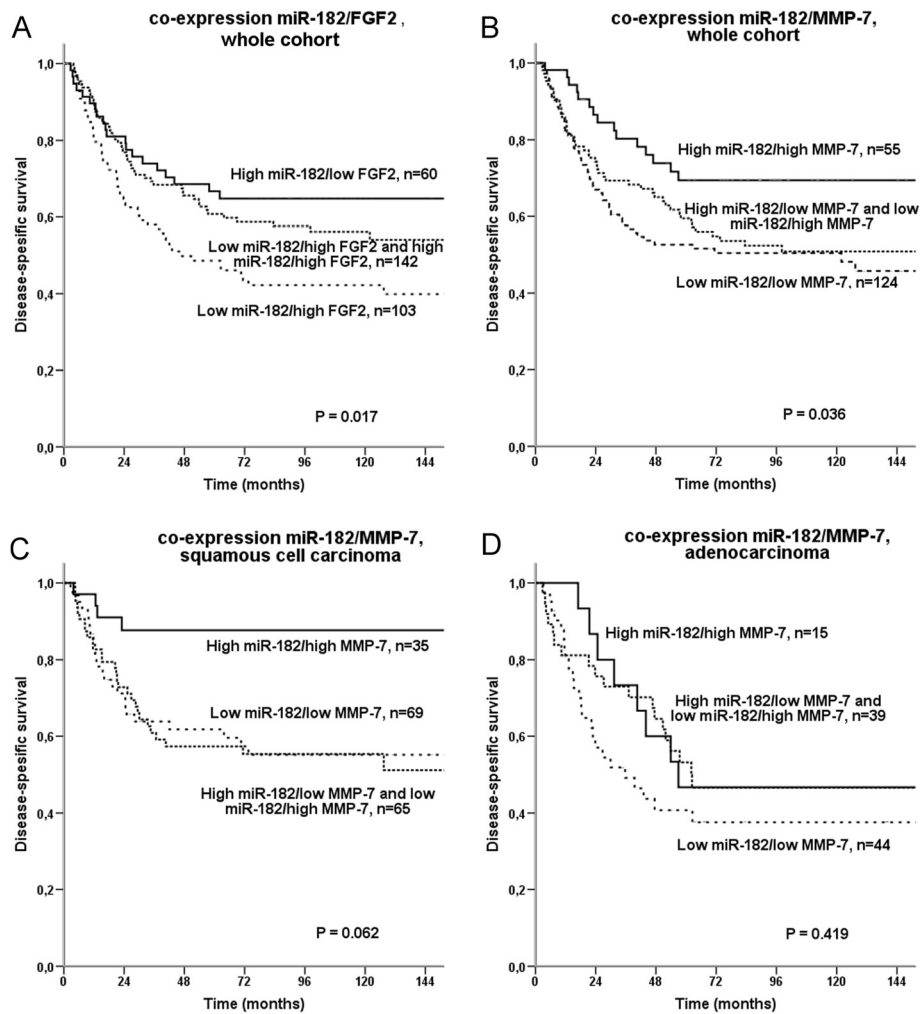 A
co-expression miR-182/FGF2 ,
whole cohort
Disease-spesific survival
1,0
0,8
0,6
0,4
0,2
0,0
High miR-182/low FGF2, n=60
Low miR-182/high FGF2 and high
miR-182/high FGF2, n=142
Low miR-182/high FGF2, n=103
P = 0.017
0 24 48 72 96 120 144
Time (months)
B
co-expression miR-182/MMP-7,
whole cohort
Disease-spesific survival
1,0
0,8
0,6
0,4
0,2
0,0
High miR-182/high MMP-7, n=55
High miR-182/low MMP-7 and low
miR-182/high MMP-7
Low miR-182/low MMP-7, n=124
P = 0.036
0 24 48 72 96 120 144
Time (months)
C
co-expression miR-182/MMP-7,
squamous cell carcinoma
Disease-spesific survival
1,0
0,8
0,6
0,4
0,2
0,0
High miR-182/high MMP-7, n=35
Low miR-182/low MMP-7, n=69
High miR-182/low MMP-7 and low
miR-182/high MMP-7, n=65
P = 0.062
0 24 48 72 96 120 144
Time (months)
D
co-expression miR-182/MMP-7,
adenocarcinoma
Disease-spesific survival
1,0
0,8
0,6
0,4
0,2
0,0
High miR-182/high MMP-7, n=15
High miR-182/low MMP-7 and
low miR-182/high MMP-7, n=39
Low miR-182/low MMP-7, n=44
P = 0.419
0 24 48 72 96 120 144
Time (months)